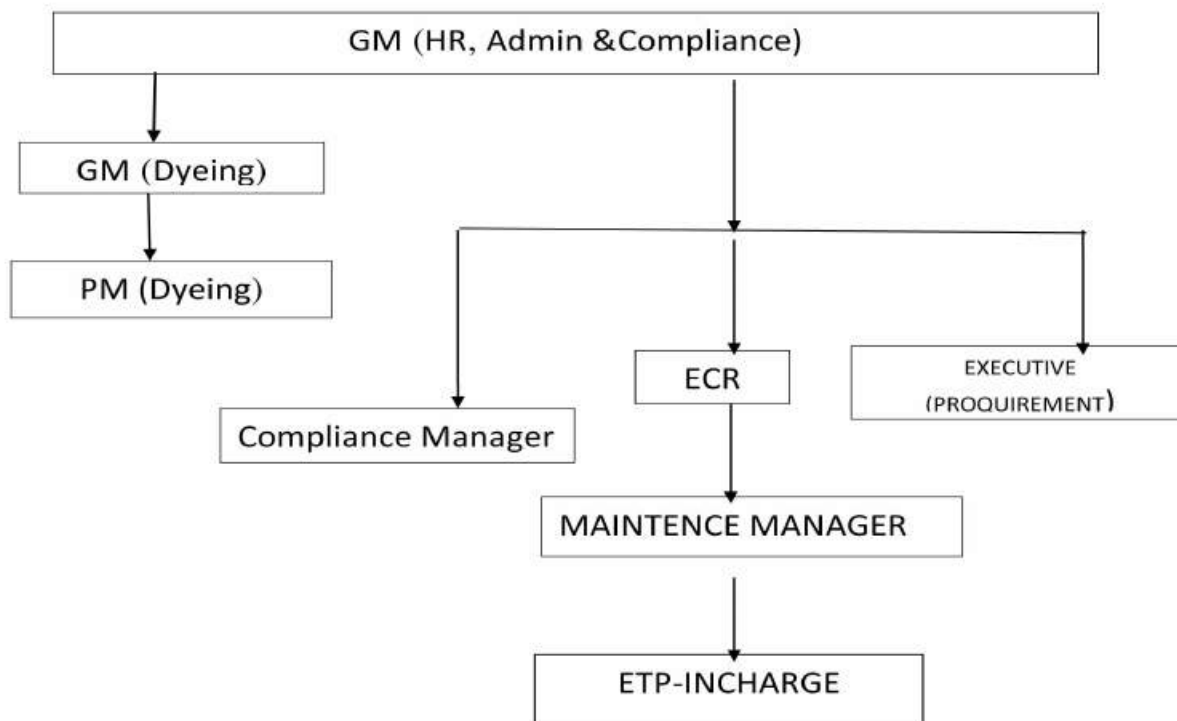 GM (HR, Admin &Compliance)
GM (Dyeing)
PM (Dyeing)
ECR
EXECUTIVE
(PROQUIREMENT)
Compliance Manager
MAINTENCE MANAGER
ETP-INCHARGE